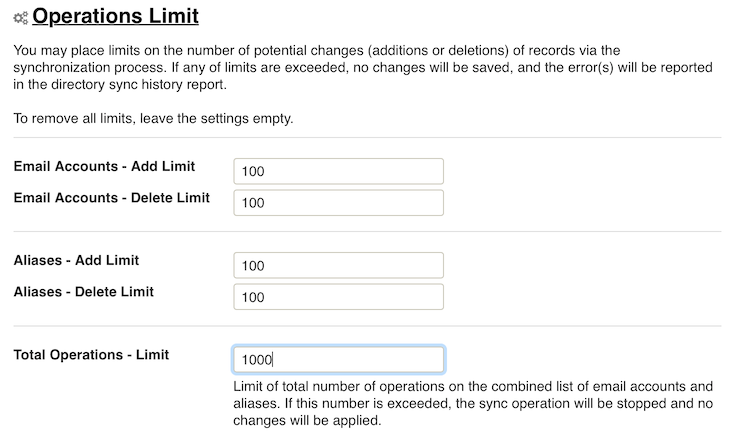 Operations Limit
You may place limits on the number of potential changes (additions or deletions) of records via the
synchronization process. If any of limits are exceeded, no changes will be saved, and the error(s) will be reported
in the directory sync history report.
To remove all limits, leave the settings empty.
Email Accounts - Add Limit
100
Email Accounts - Delete Limit
100
Aliases - Add Limit
100
Aliases - Delete Limit
100
Total Operations - Limit
1000
Limit of total number of operations on the combined list of email accounts and
aliases. If this number is exceeded, the sync operation will be stopped and no
changes will be applied.